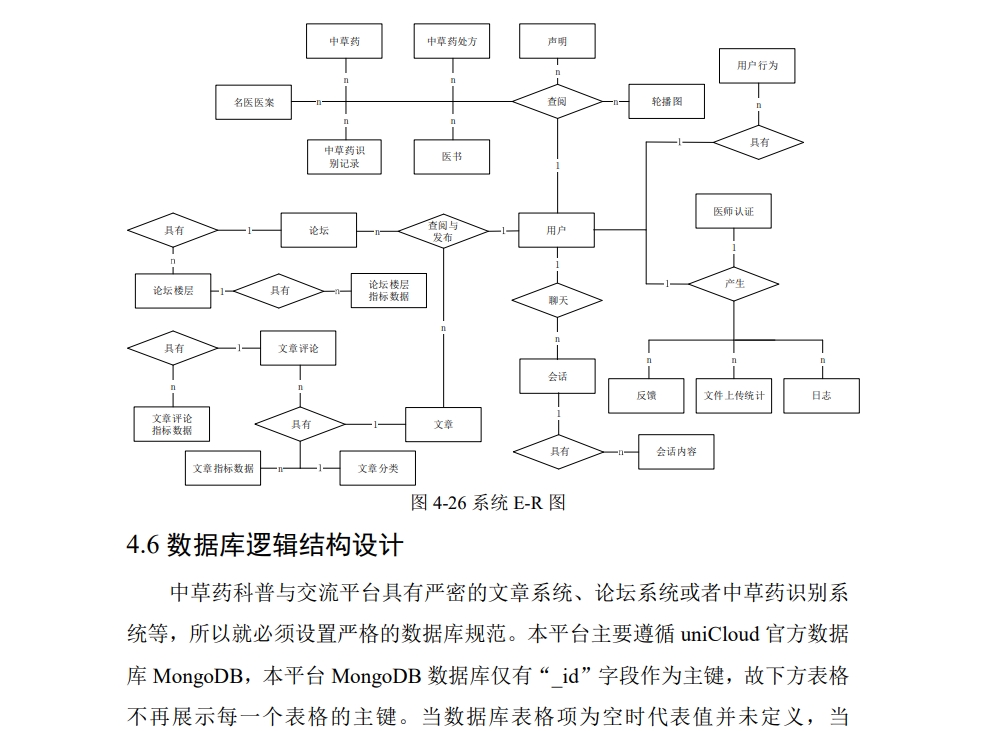 中草药
中草药处方
声明
用户行为
n
n
n
n
名医医案
n
查阅
n
轮播图
n
n
1
具有
中草药识
别记录
医书
1
医师认证
具有
1
论坛
n
查阅与
发布
1
用户
1
n
1
1
产生
论坛楼层
1
具有
n
论坛楼层
指标数据
聊天
n
n
具有
1
文章评论
n
n
n
会话
n
n
反馈
文件上传统计
日志
1
文章评论
指标数据
具有
1
文章
具有
n
会话内容
文章指标数据
n
1
文章分类
图 4-26 系统 E-R 图
4.6 数据库逻辑结构设计
中草药科普与交流平台具有严密的文章系统、论坛系统或者中草药识别系
统等，所以就必须设置严格的数据库规范。本平台主要遵循 uniCloud 官方数据
库 MongoDB，本平台 MongoDB 数据库仅有“_id”字段作为主键，故下方表格
不再展示每一个表格的主键。当数据库表格项为空时代表值并未定义，当